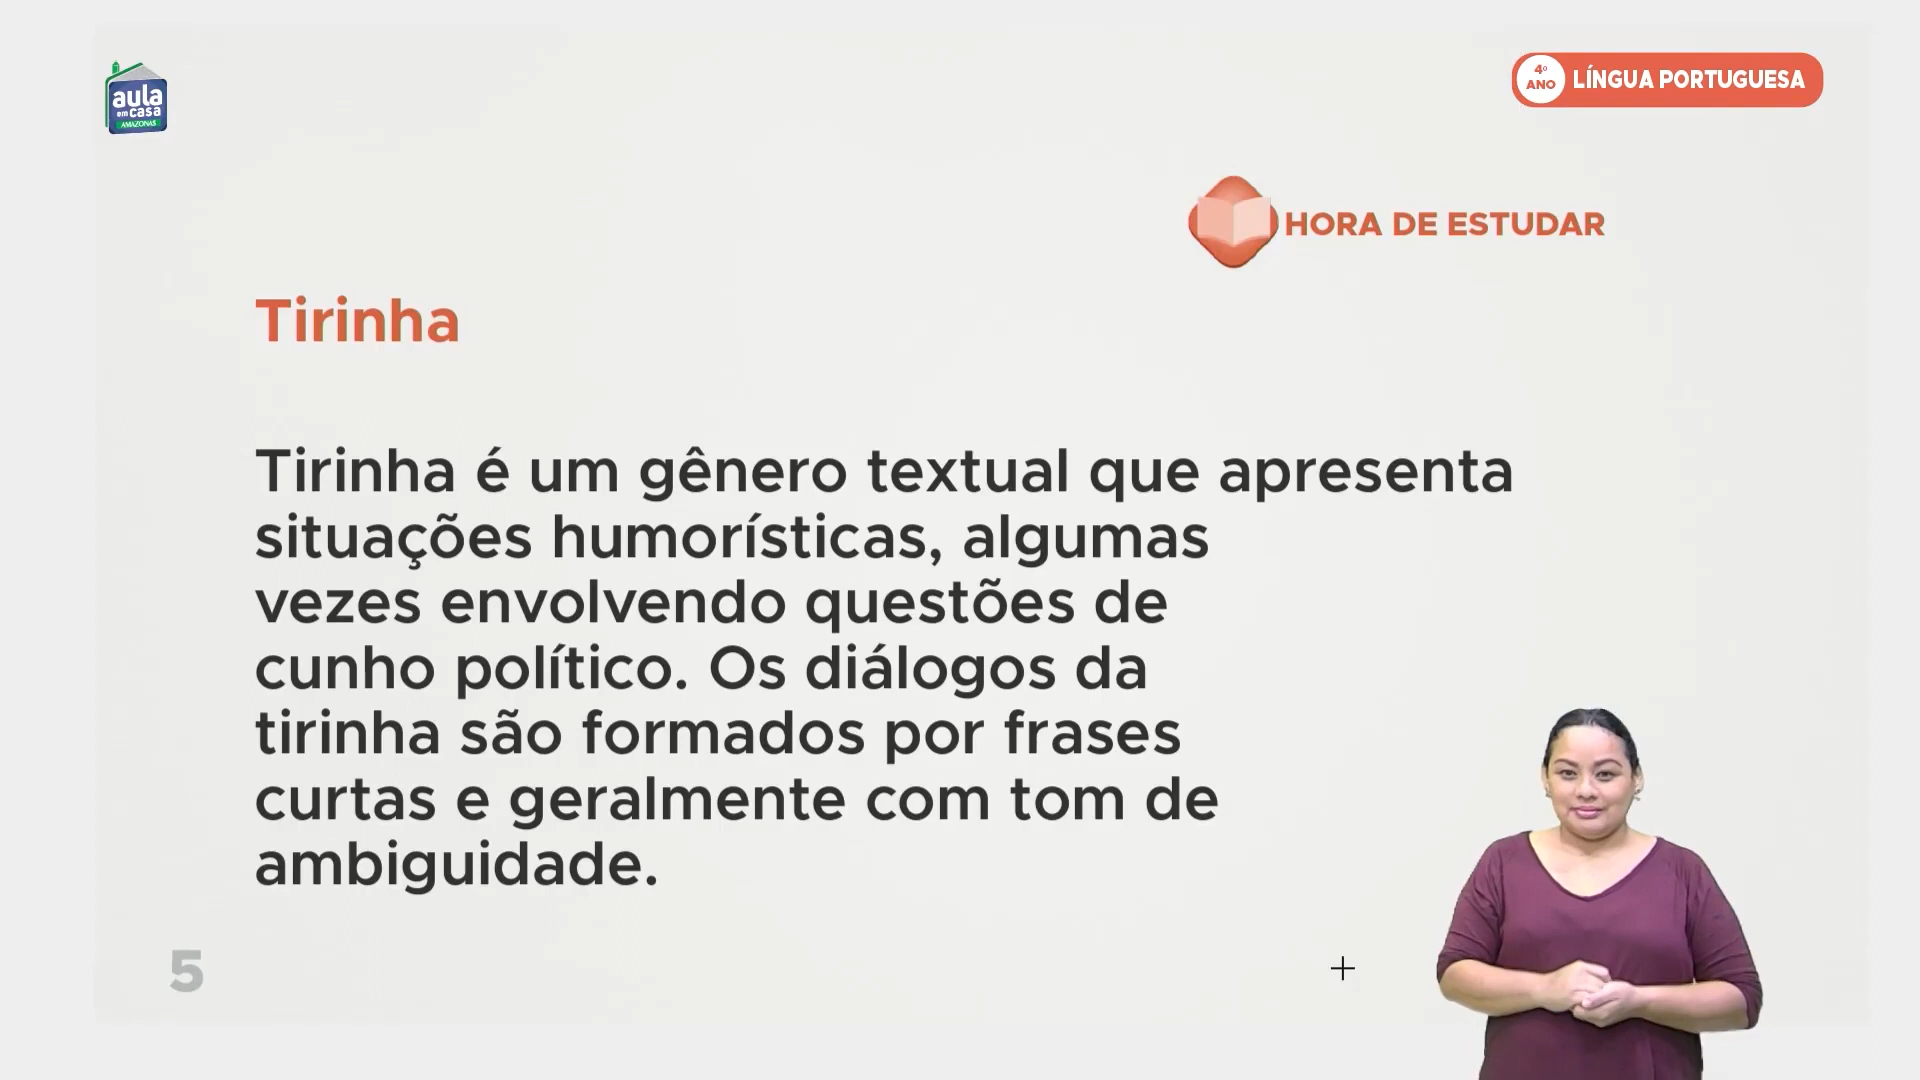 aula
em casa
AMAZONAS
4º
ANO
LÍNGUA PORTUGUESA
HORA DE ESTUDAR
Tirinha
Tirinha é um gênero textual que apresenta
situações humorísticas, algumas
vezes envolvendo questões de
cunho político. Os diálogos da
tirinha são formados por frases
curtas e geralmente com tom de
ambiguidade.
5